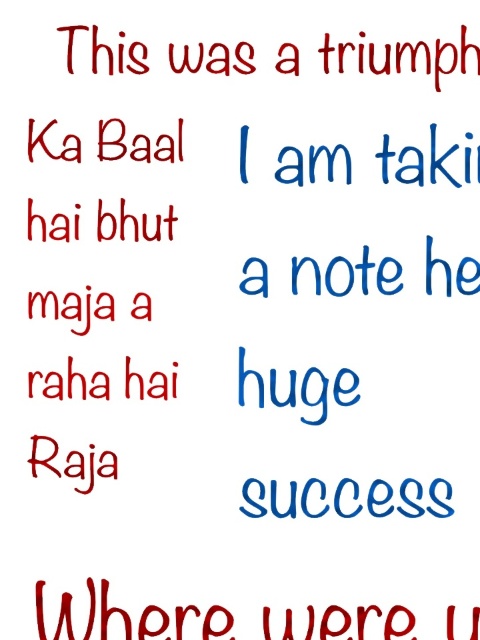 This was a triumph
Ka Baal
hai bhut
maja a
raha hai
Raja
I am
a note
huge
success
Where were